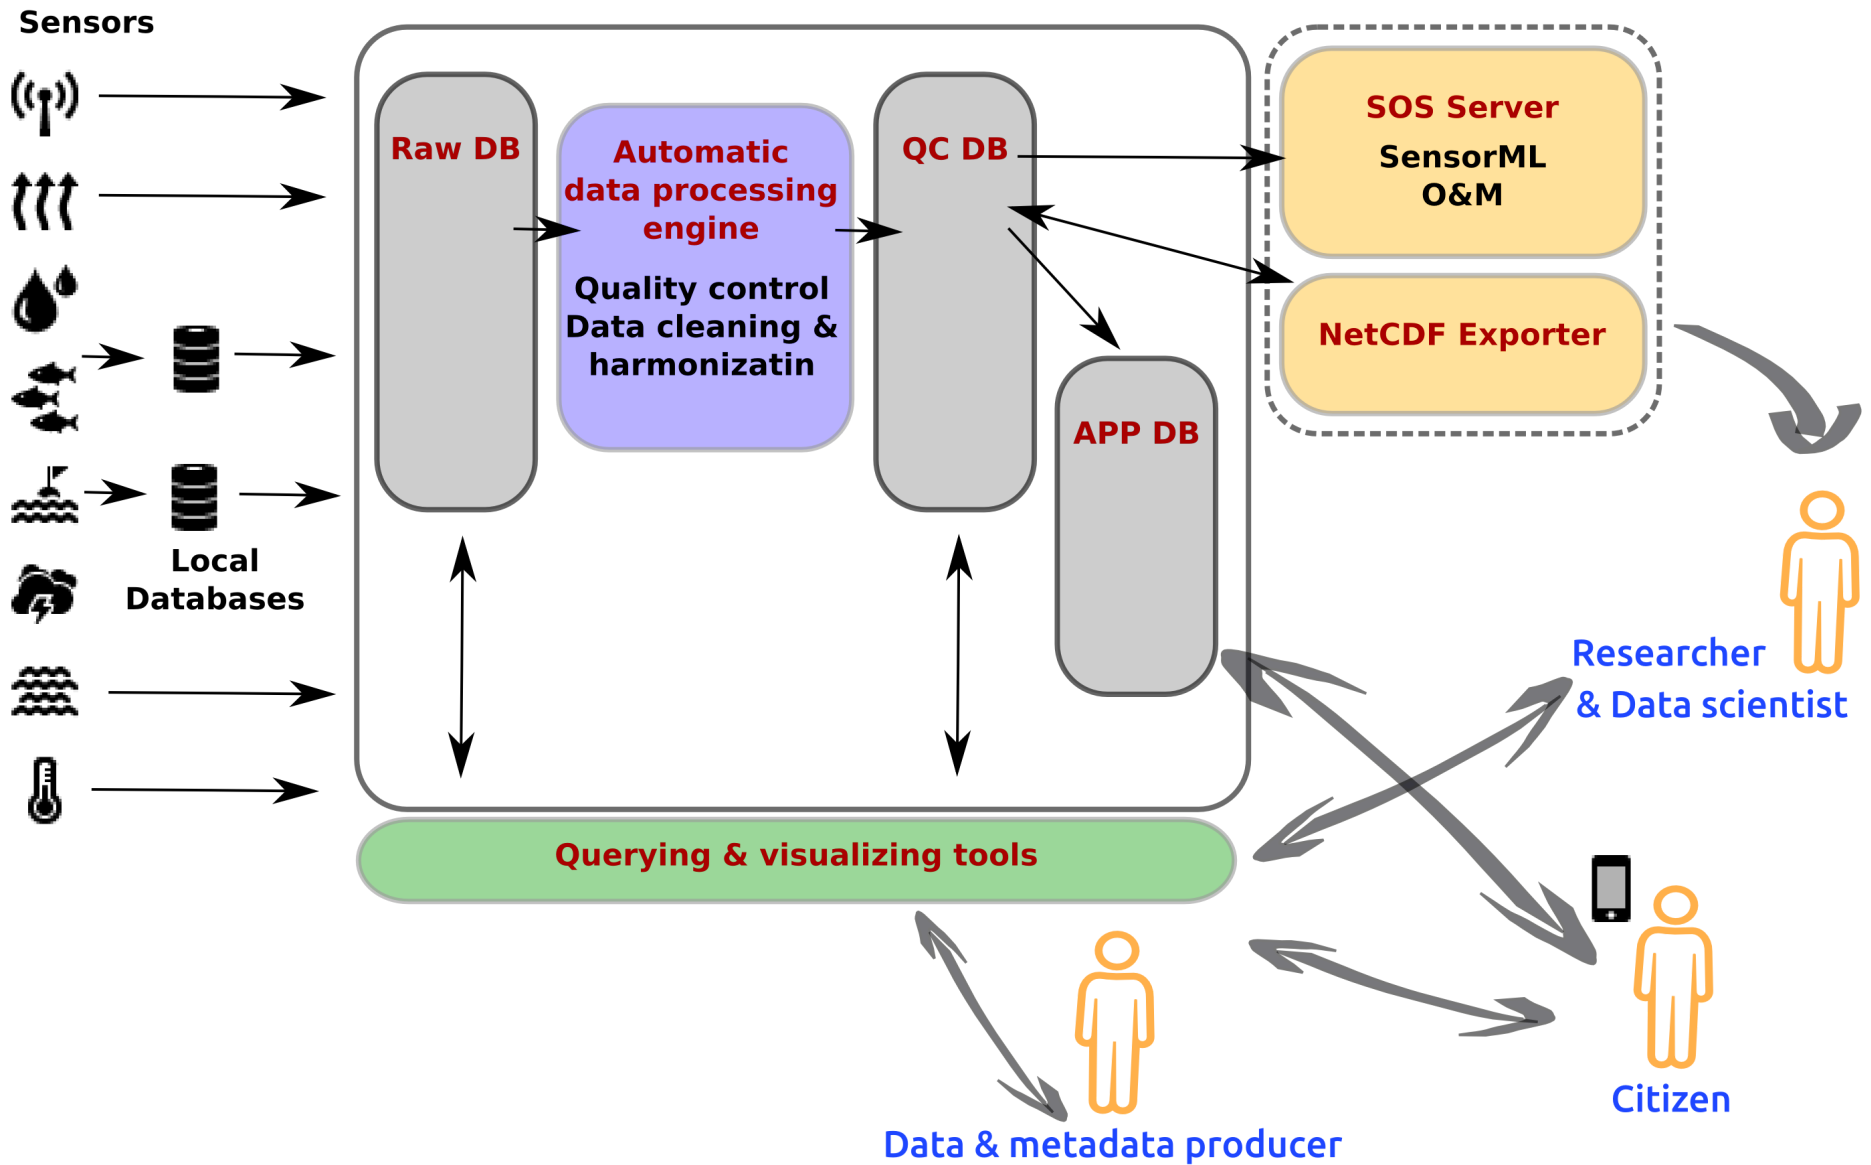 Sensors
Raw DB
Automatic
data processing
engine
Quality control
Data cleaning &
harmonizatin
QC DB
SOS Server
SensorML
O&M
NetCDF Exporter
APP DB
Local
Databases
Researcher
& Data scientist
Querying & visualizing tools
Citizen
Data & metadata producer